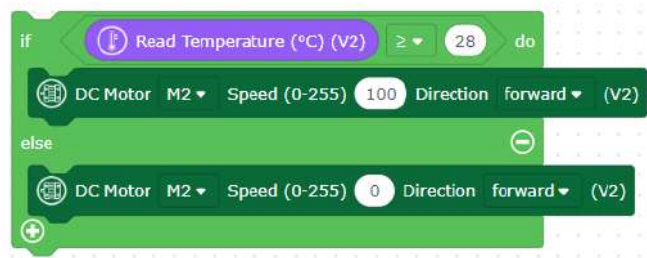 if Read Temperature (°C) (V2) ≥ 28 do
DC Motor M2 Speed (0-255) 100 Direction forward (V2)
else
DC Motor M2 Speed (0-255) 0 Direction forward (V2)